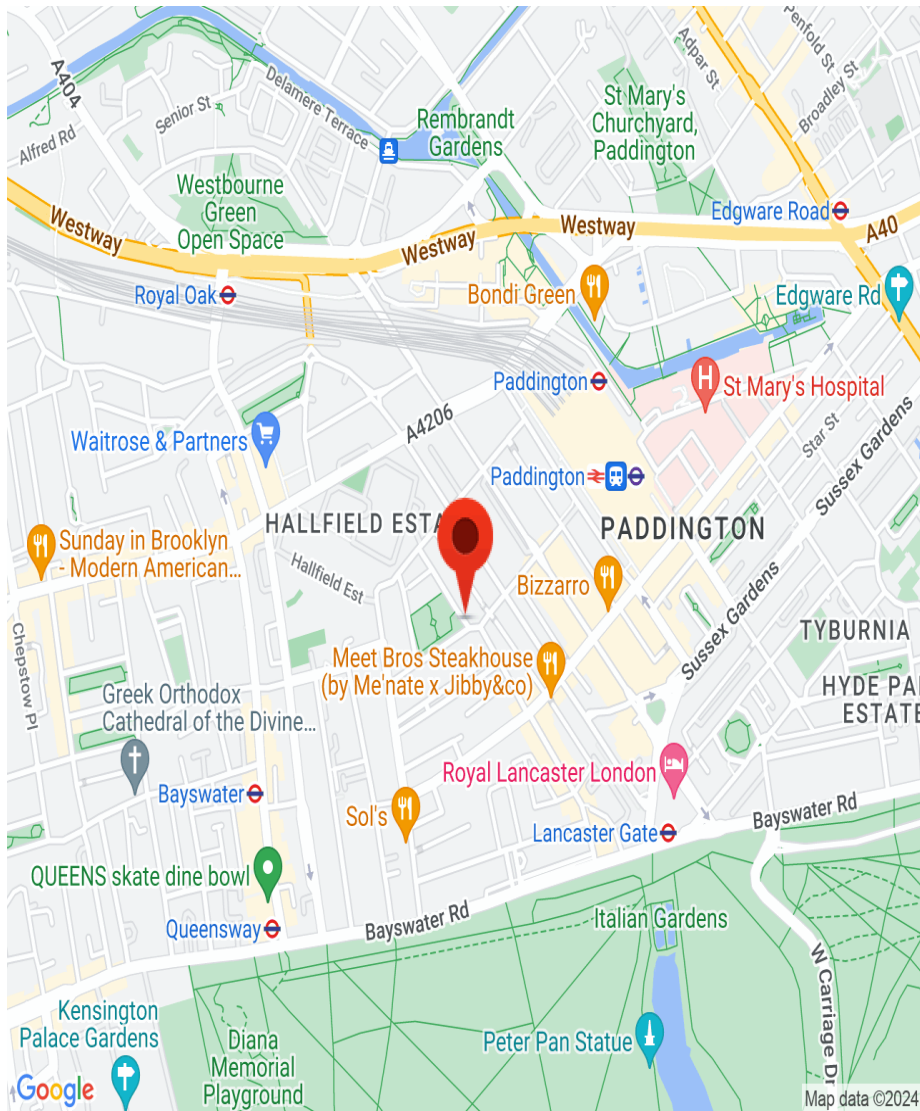 Penfold St
Adpar St
A404
Delamere Terrace
Senior St
Alfred Rd
Broadley St
St Mary's
Churchyard,
Paddington
Rembrandt
Gardens
Westbourne
Green
Open Space
Edgware Road
A40
Westway
Westway
Westway
Royal Oak
Bondi Green
Edgware Rd
Paddington
St Mary's Hospital
A4206
Star St
Sussex Gardens
Waitrose & Partners
Paddington
HALLFIELD ESTA
PADDINGTON
Sunday in Brooklyn
- Modern American...
Hallfield Est
Bizzarro
Sussex Gardens
TYBURNIA
Chepstow Pl
Meet Bros Steakhouse
(by Me'nate x Jibby&co)
HYDE PA
ESTATE
Greek Orthodox
Cathedral of the Divine...
Royal Lancaster London
Bayswater
Sol's
Bayswater Rd
Lancaster Gate
QUEENS skate dine bowl
Queensway
Bayswater Rd
Italian Gardens
W Carriage Dr
Kensington
Palace Gardens
Diana
Memorial
Playground
Peter Pan Statue
Google
Map data ©2024